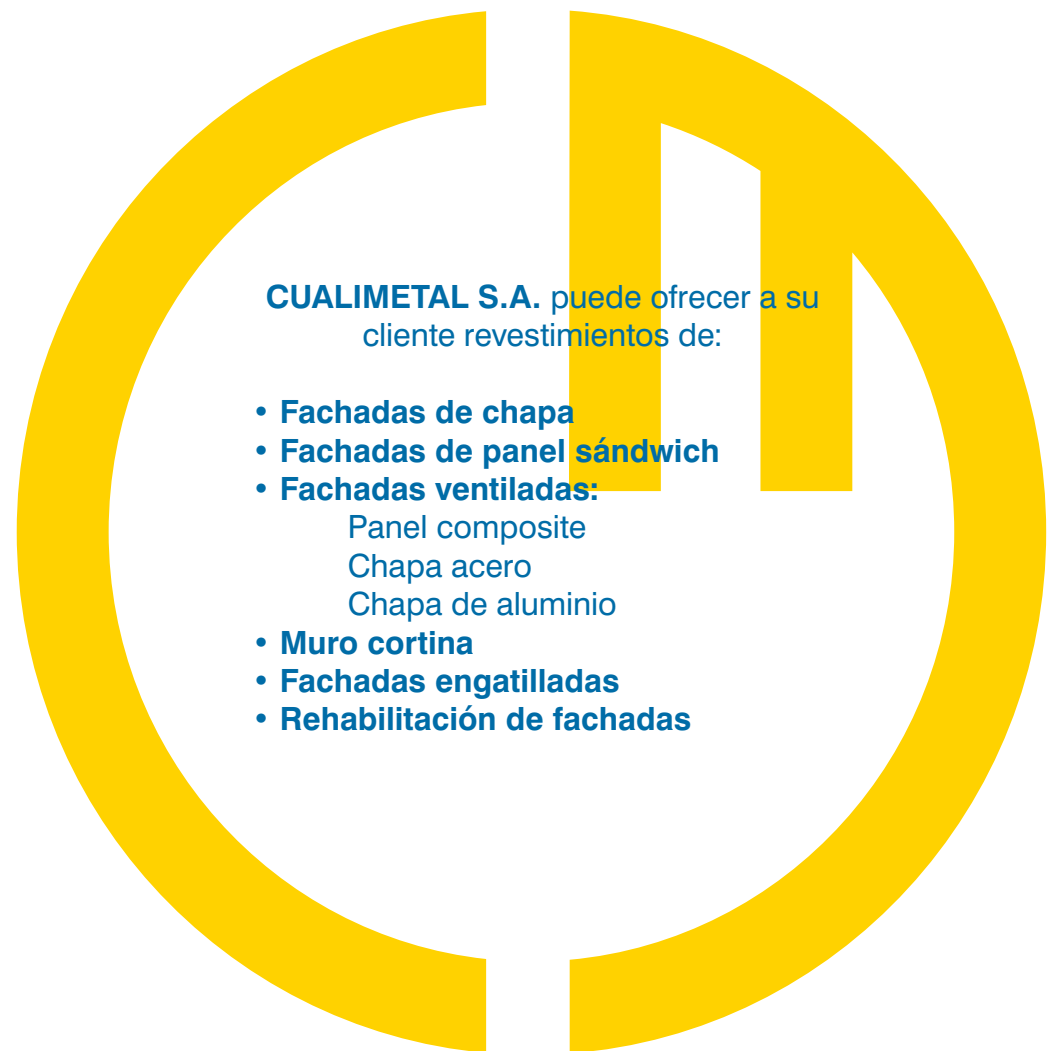 CUALIMETAL S.A. puede ofrecer a su
cliente revestimientos de:
• Fachadas de chapa
• Fachadas de panel sándwich
• Fachadas ventiladas:
Panel composite
Chapa acero
Chapa de aluminio
• Muro cortina
• Fachadas engatilladas
• Rehabilitación de fachadas